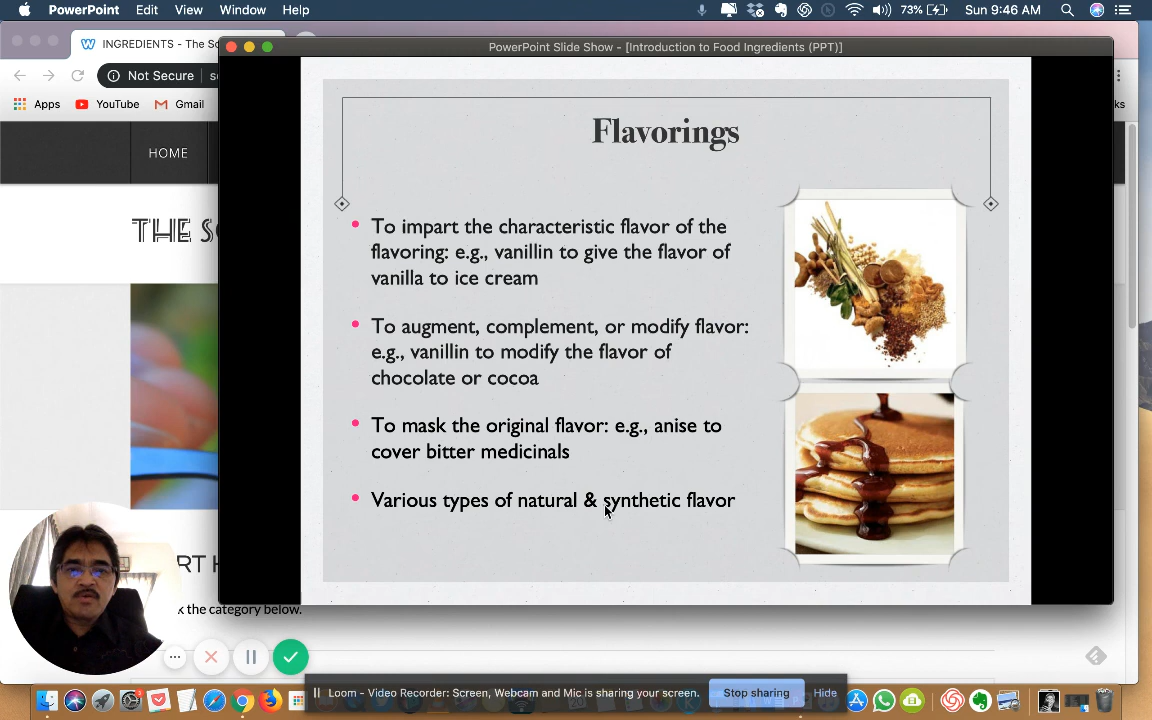 PowerPoint Edit View Window Help 73% Sun 9:46 AM
INGREDIENTS - The Sc
PowerPoint Slide Show - [Introduction to Food Ingredients (PPT)]
Not Secure
Apps YouTube Gmail
HOME
THE
Flavorings
• To impart the characteristic flavor of the
flavoring: e.g., vanillin to give the flavor of
vanilla to ice cream
• To augment, complement, or modify flavor:
e.g., vanillin to modify the flavor of
chocolate or cocoa
• To mask the original flavor: e.g., anise to
cover bitter medicinals
• Various types of natural & synthetic flavor
the category below.
Loom - Video Recorder: Screen, Webcam and Mic is sharing your screen. Stop sharing Hide